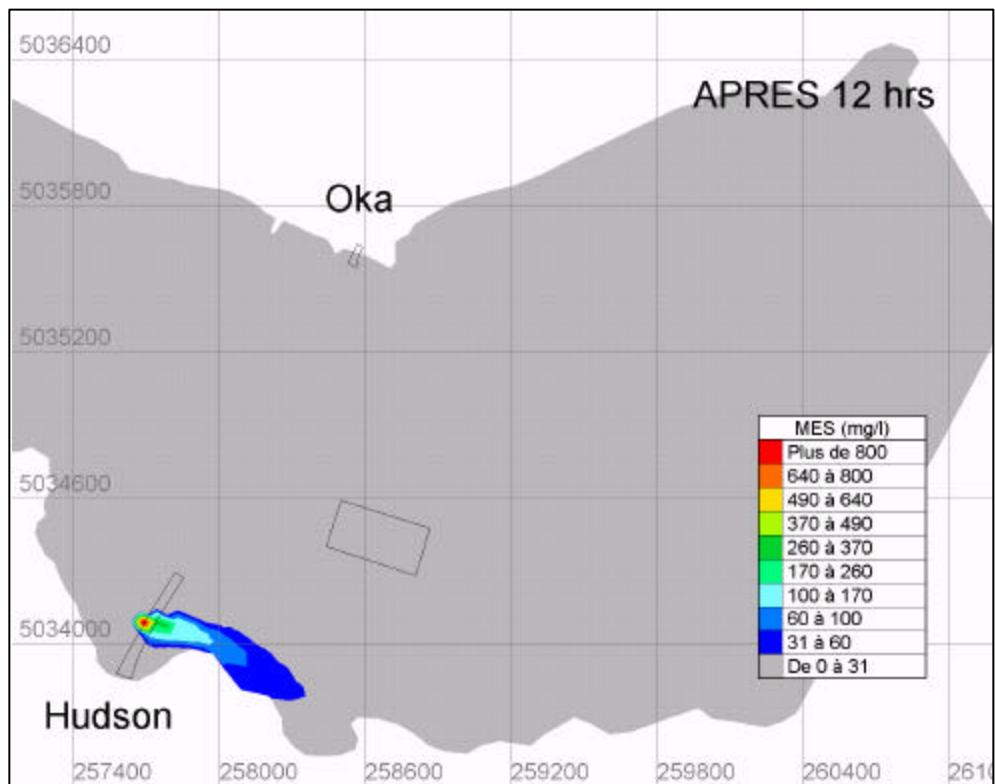 5036400
APRES 12 hrs
5035800
Oka
5035200
MES (mg/l)
Plus de 800
640 à 800
490 à 640
370 à 490
260 à 370
170 à 260
100 à 170
60 à 100
31 à 60
De 0 à 31
5034600
5034000
Hudson
257400 258000 258600 259200 259800 260400 2610